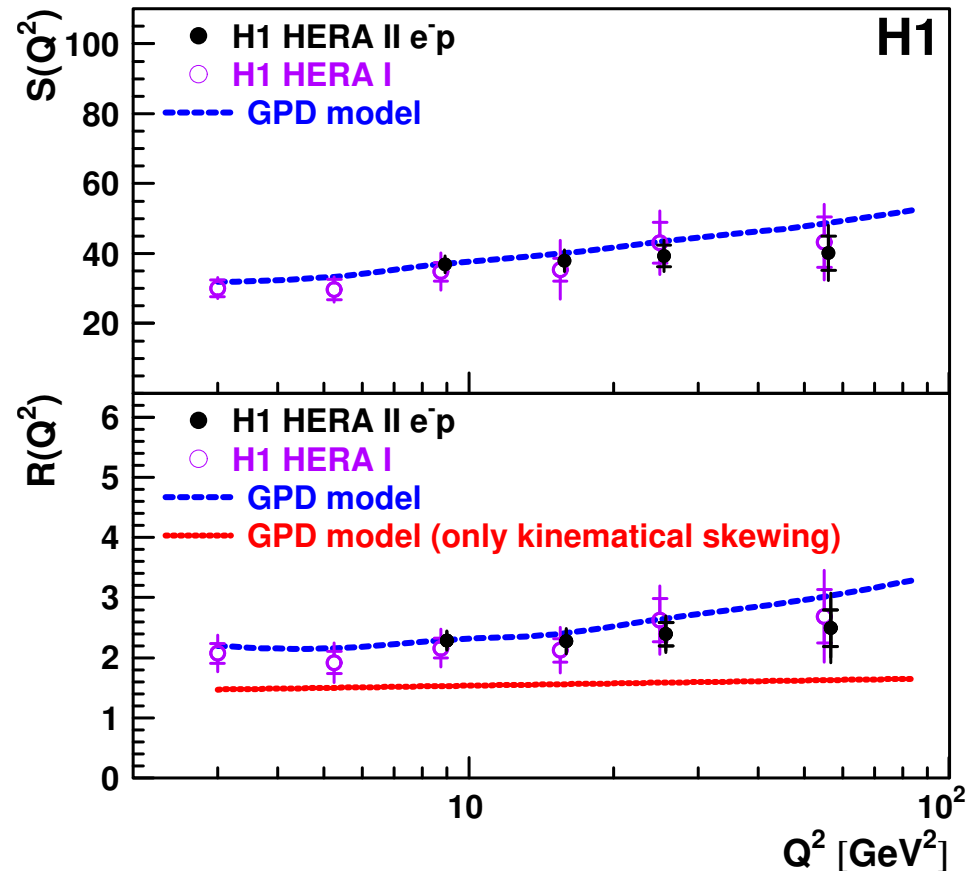 H1
S(Q²)
100
80
60
40
20
H1 HERA II e⁻p
H1 HERA I
GPD model
R(Q²)
6
5
4
3
2
1
0
H1 HERA II e⁻p
H1 HERA I
GPD model
GPD model (only kinematical skewing)
10
10²
Q² [GeV²]